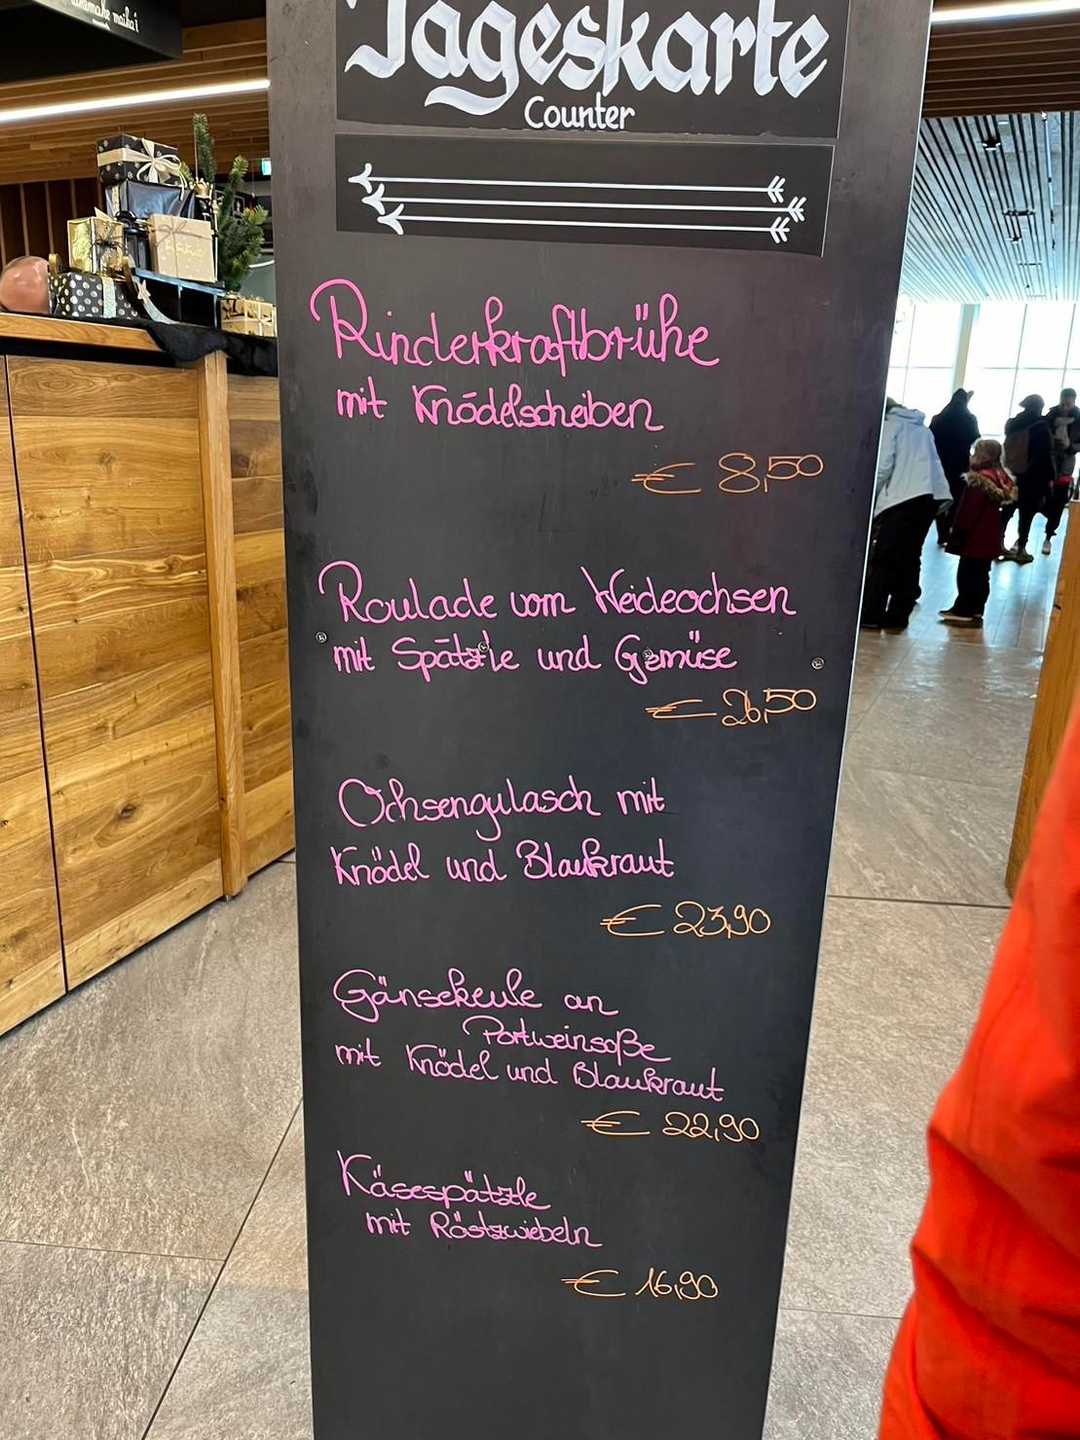 Tageskarte
Counter
Rinderkraftbrühe
mit Knödelscheiben
€ 8,50
Roulade vom Weideochsen
mit Spätzle und Gemüse
€ 26,50
Ochsengulasch mit
Knödel und Blaukraut
€ 23,90
Gänsekeule an
Portweinsoße
mit Knödel und Blaukraut
€ 22,90
Käsespätzle
mit Röstzwiebeln
€ 16,90